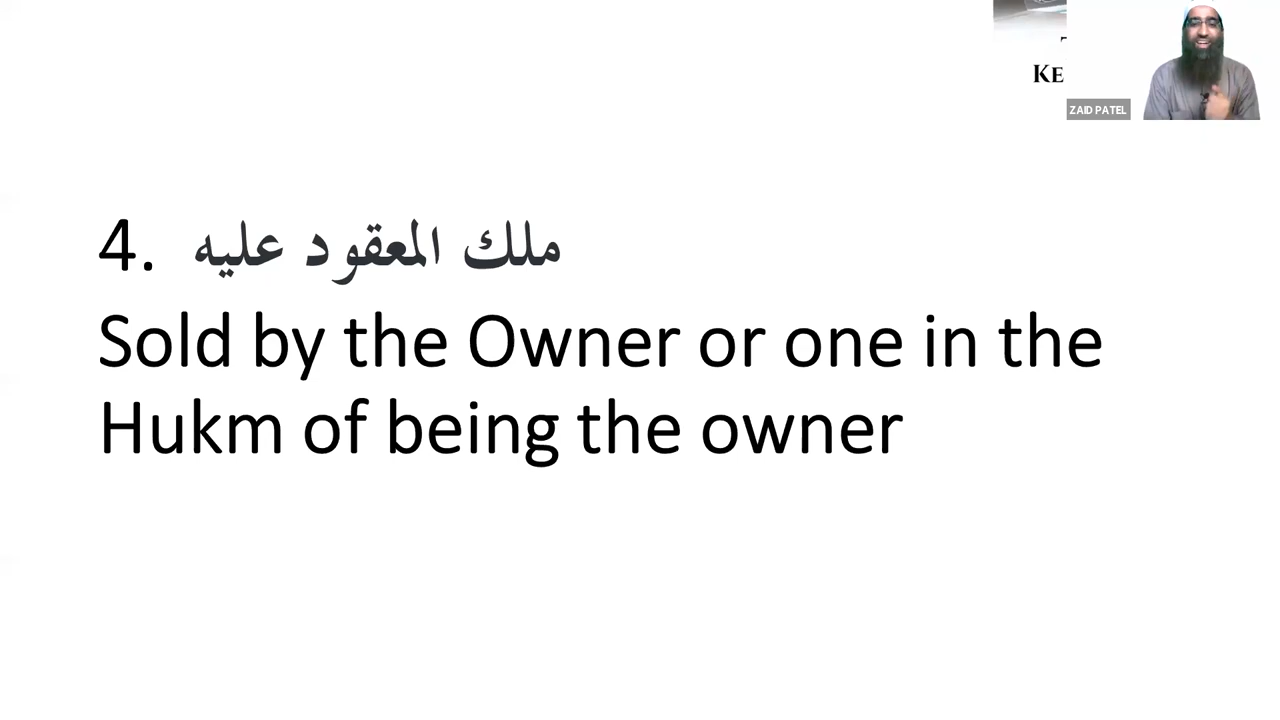 KE
ZAID PATEL
4. ملك المعقود عليه
Sold by the Owner or one in the
Hukm of being the owner